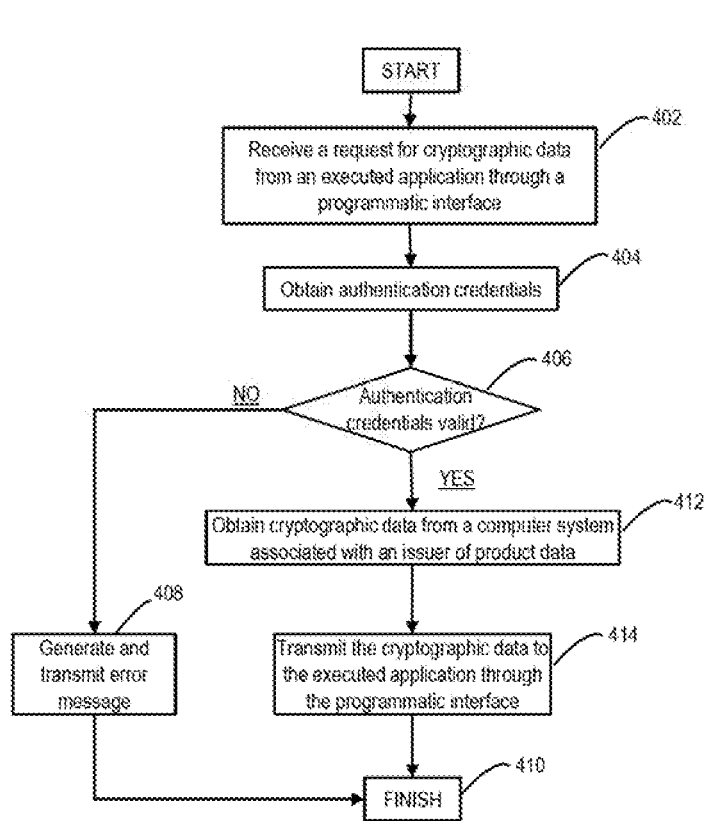 START
402
Receive a request for cryptographic data
from an executed application through a
programmatic interface
404
Obtain authentication credentials
406
Authentication
credentials valid?
NO
YES
412
Obtain cryptographic data from a computer system
associated with an issuer of product data
408
Generate and
transmit error
message
414
Transmit the cryptographic data to
the executed application through
the programmatic interface
410
FINISH